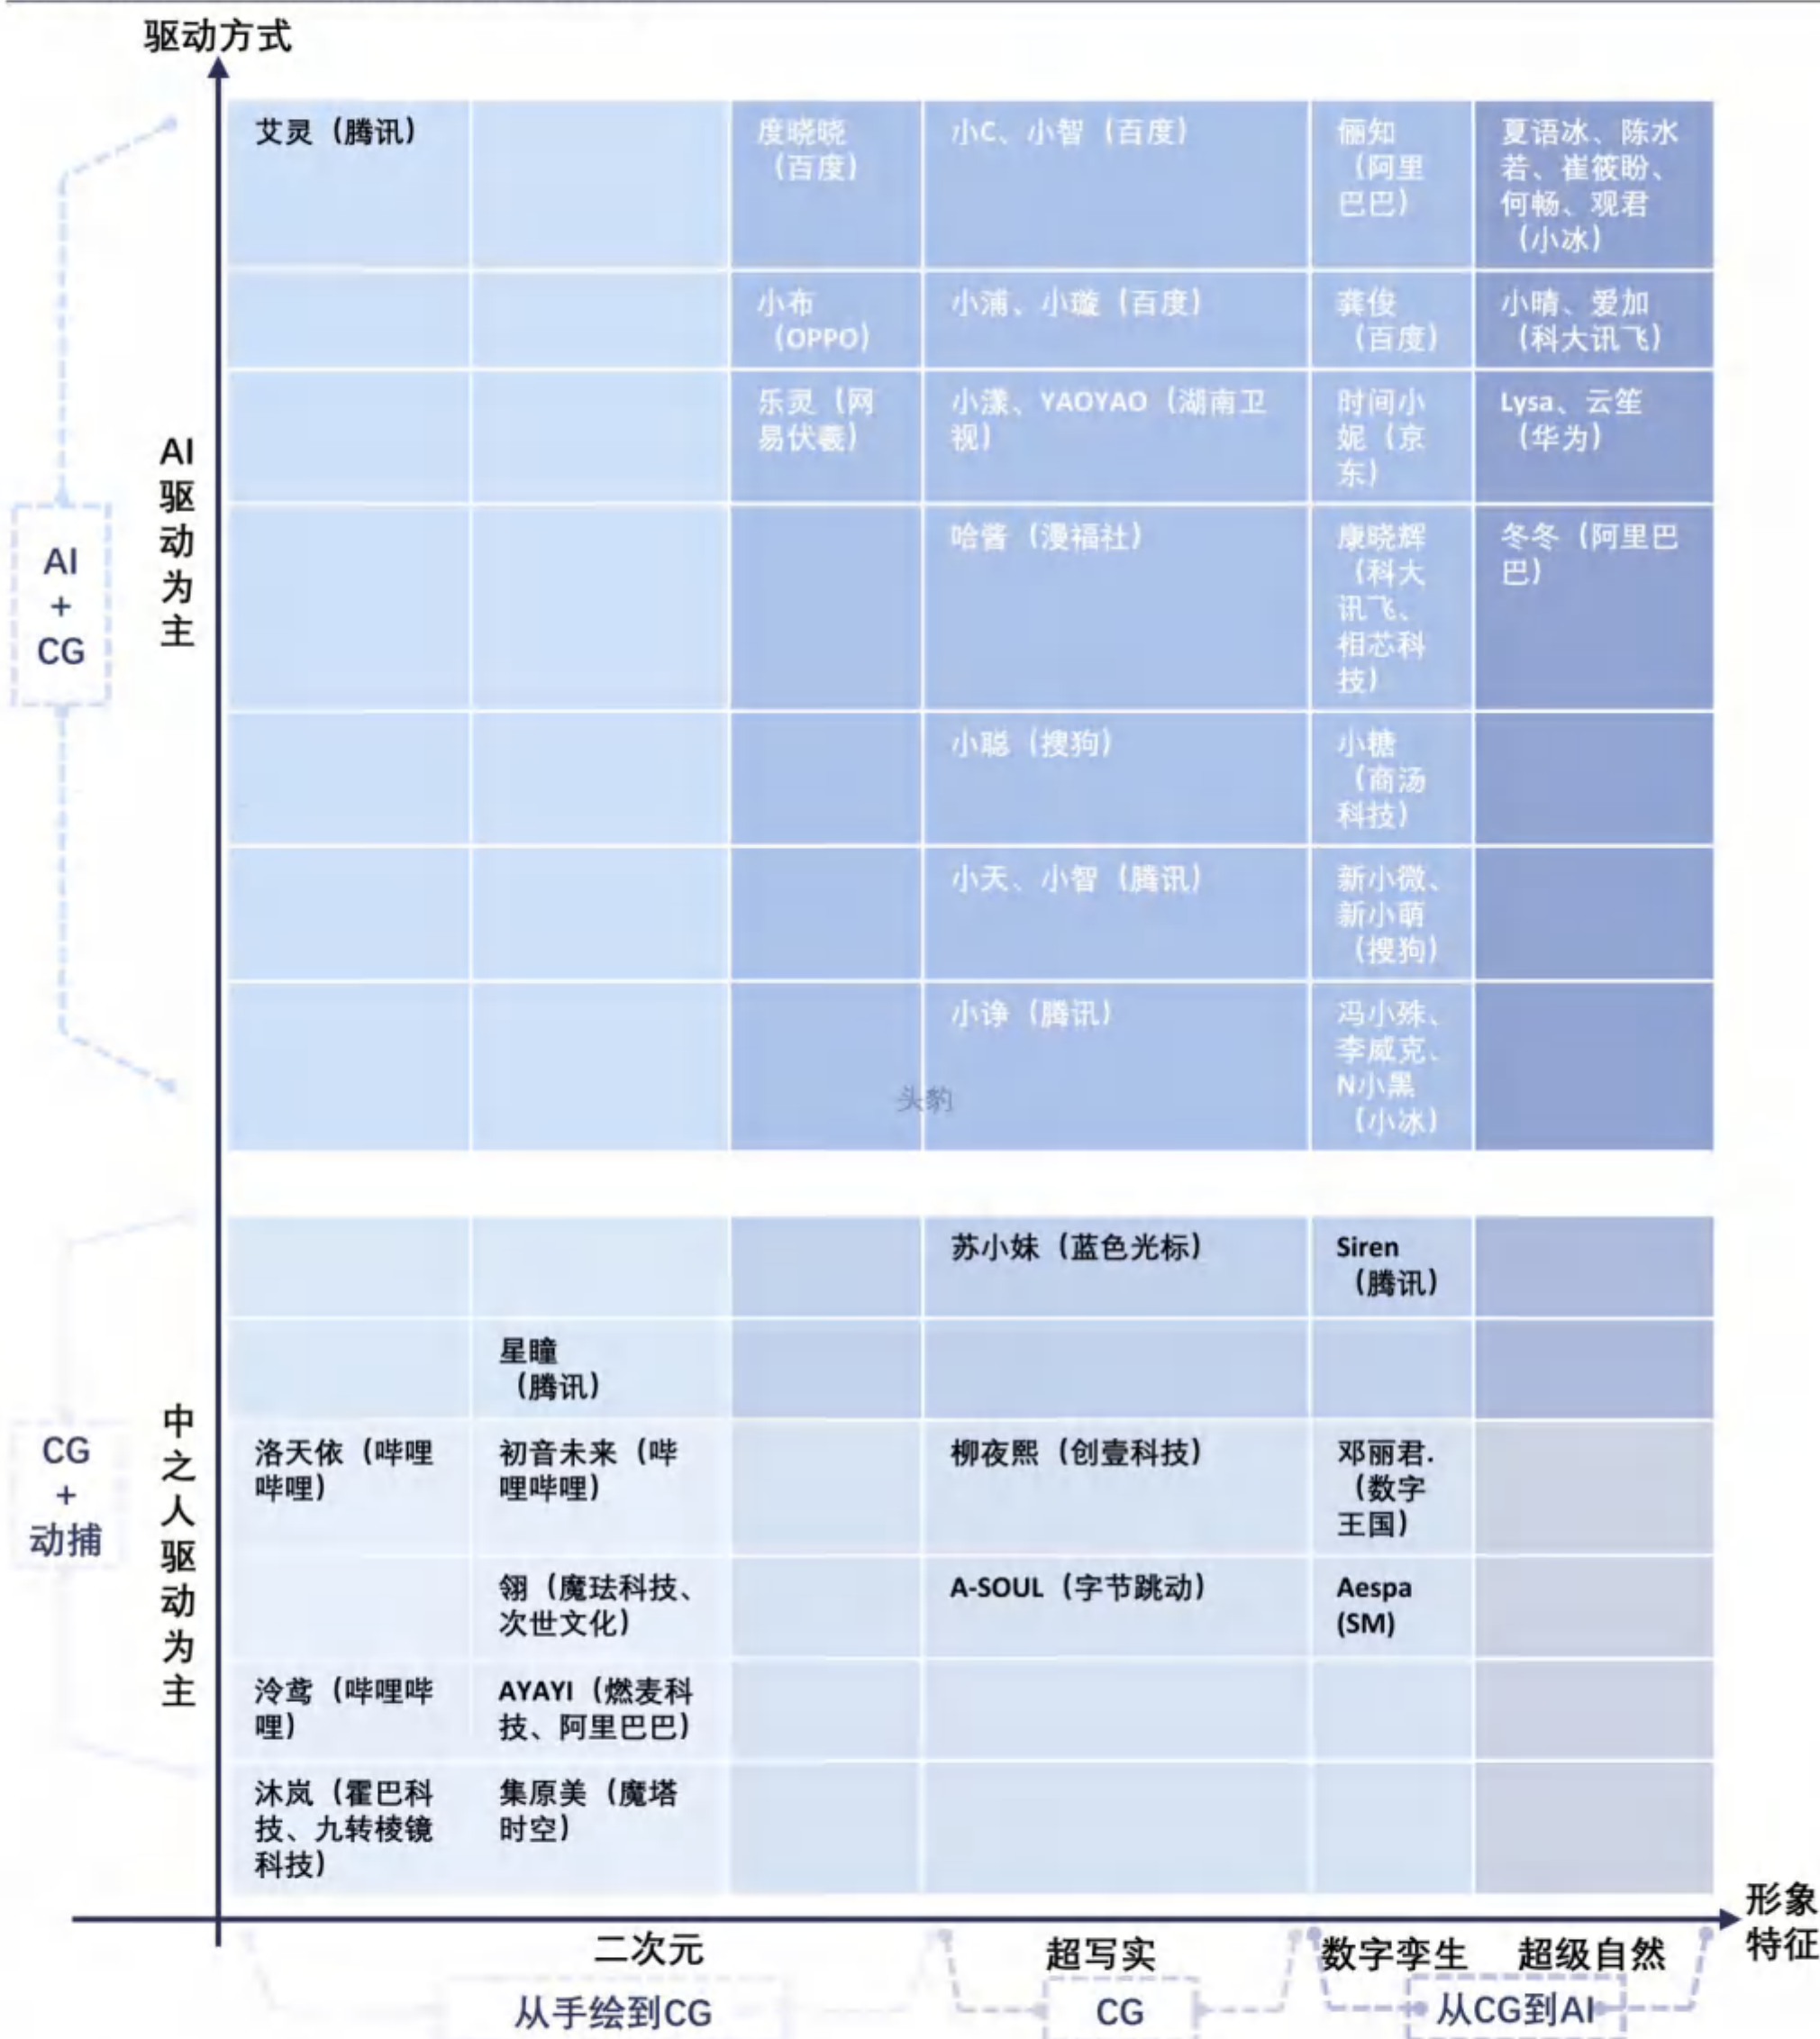 驱动方式
艾灵（腾讯）
度晓晓
（百度）
小C、小智（百度）
俪知
（阿里
巴巴）
夏语冰、陈水
若、崔筱盼、
何畅、观君
（小冰）
小布
（OPPO）
小浦、小璇（百度）
龚俊
（百度）
小晴、爱加
（科大讯飞）
乐灵（网
易伏羲）
小漾、YAOYAO（湖南卫
视）
时间小
妮（京
东）
Lysa、云笙
（华为）
哈酱（漫福社）
康晓辉
（科大
讯飞、
相芯科
技）
冬冬（阿里巴
巴）
小聪（搜狗）
小糖
（商汤
科技）
小天、小智（腾讯）
新小微、
新小萌
（搜狗）
小诤（腾讯）
冯小殊、
李威克、
N小黑
（小冰）
头豹
AI
驱
动
为
主
AI
+
CG
苏小妹（蓝色光标）
Siren
（腾讯）
星瞳
（腾讯）
洛天依（哔哩
哔哩）
初音未来（哔
哩哔哩）
柳夜熙（创壹科技）
邓丽君.
（数字
王国）
翎（魔珐科技、
次世文化）
A-SOUL（字节跳动）
Aespa
(SM)
泠鸢（哔哩哔
哩）
AYAYI（燃麦科
技、阿里巴巴）
沐岚（霍巴科
技、九转棱镜
科技）
集原美（魔塔
时空）
中
之
人
驱
动
为
主
CG
+
动捕
形象
特征
二次元
超写实
数字孪生
超级自然
从手绘到CG
CG
从CG到AI